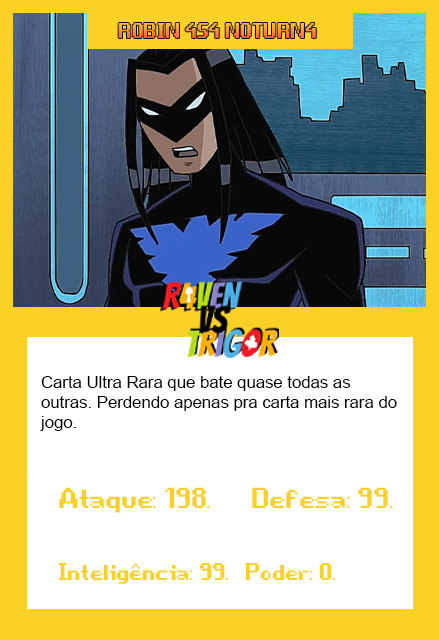 ROBIN 4S4 NOTURN4
R4VEN
VS
TRIGOR
Carta Ultra Rara que bate quase todas as
outras. Perdendo apenas pra carta mais rara do
jogo.
Ataque: 198. Defesa: 99.
Inteligência: 99. Poder: 0.